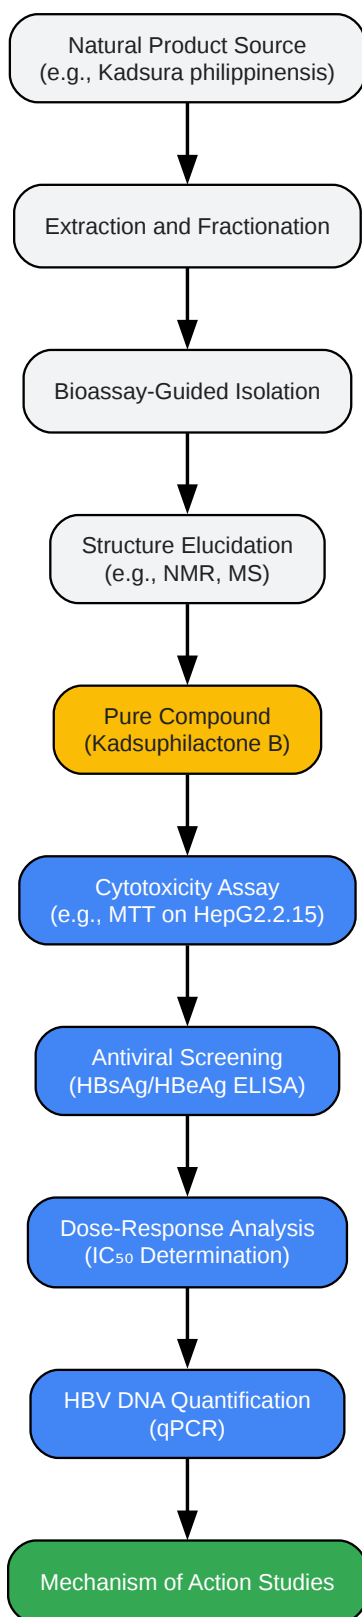 Natural Product Source
(e.g., Kadsura philippinensis)
Extraction and Fractionation
Bioassay-Guided Isolation
Structure Elucidation
(e.g., NMR, MS)
Pure Compound
(Kadsuphilactone B)
Cytotoxicity Assay
(e.g., MTT on HepG2.2.15)
Antiviral Screening
(HBsAg/HBeAg ELISA)
Dose-Response Analysis
(IC₅₀ Determination)
HBV DNA Quantification
(qPCR)
Mechanism of Action Studies